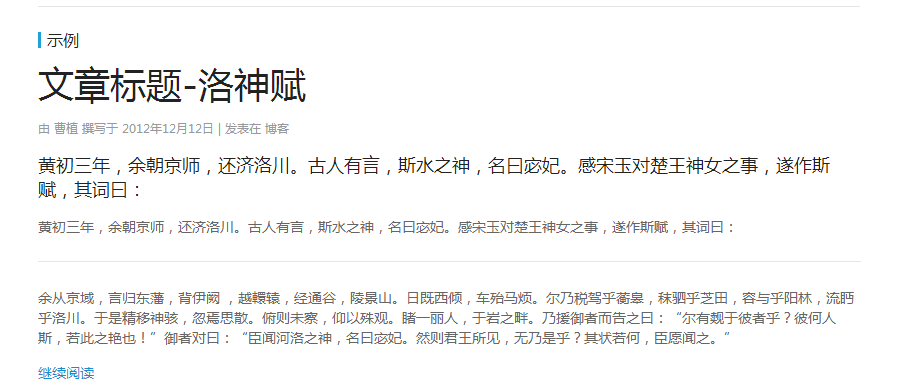 示例
文章标题-洛神赋
由 曹植 撰写于 2012年12月12日 | 发表在 博客
黄初三年，余朝京师，还济洛川。古人有言，斯水之神，名曰宓妃。感宋玉对楚王神女之事，遂作斯
赋，其词曰：
黄初三年，余朝京师，还济洛川。古人有言，斯水之神，名曰宓妃。感宋玉对楚王神女之事，遂作斯赋，其词曰：
余从京域，言归东藩，背伊阙 ，越轘辕，经通谷，陵景山。日既西倾，车殆马烦。尔乃税驾乎蘅皋，秣驷乎芝田，容与乎阳林，流眄
乎洛川。于是精移神骇，忽焉思散。俯则未察，仰以殊观。睹一丽人，于岩之畔。乃援御者而告之曰：“尔有觌于彼者乎？彼何人
斯，若此之艳也！”御者对曰：“臣闻河洛之神，名曰宓妃。然则君王所见，无乃是乎？其状若何，臣愿闻之。”
继续阅读